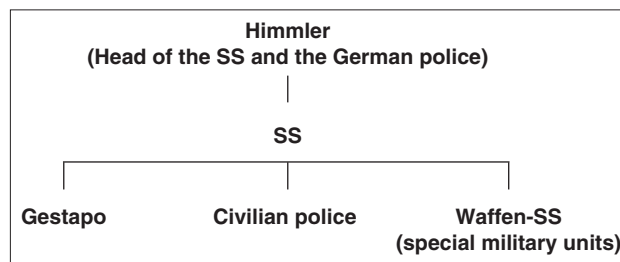 Himmler
(Head of the SS and the German police)
SS
Gestapo
Civilian police
Waffen-SS
(special military units)